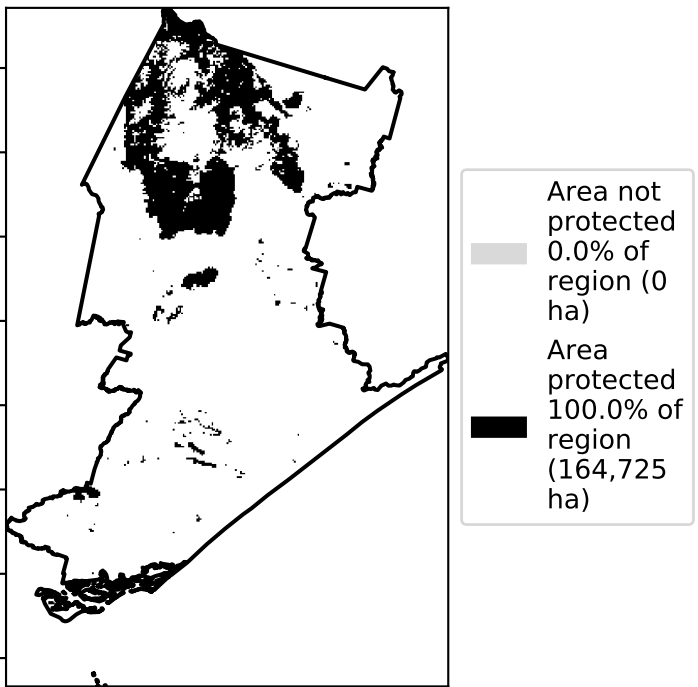 Area not
protected
0.0% of
region (0
ha)
Area
protected
100.0% of
region
(164,725
ha)